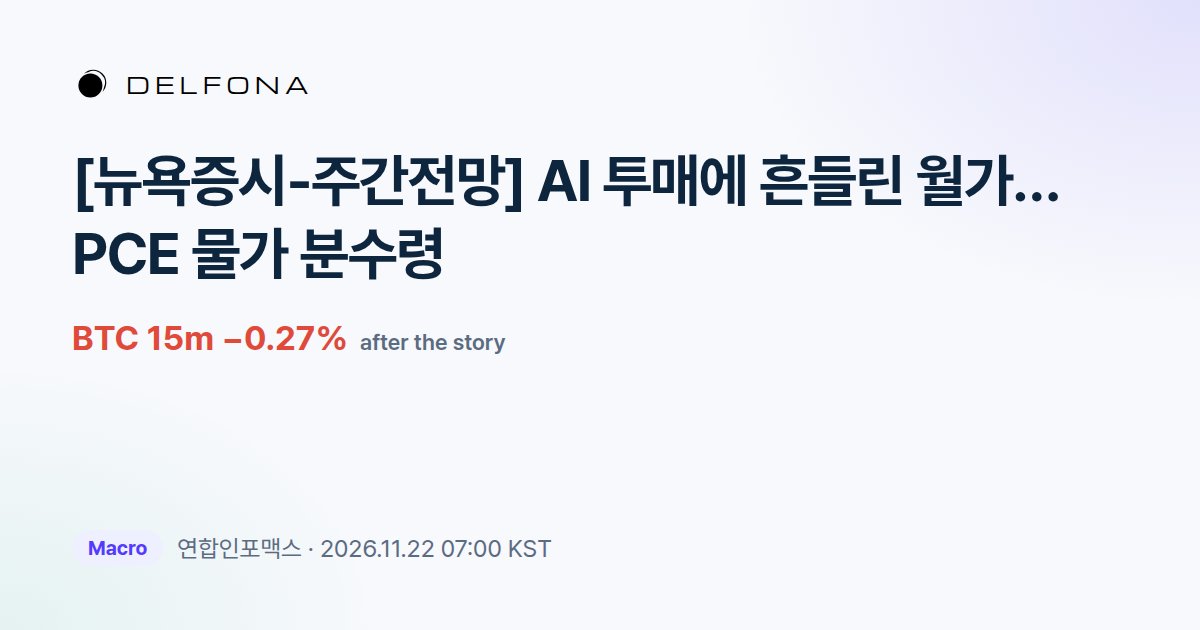 DELFONA
[뉴욕증시-주간전망] AI 투매에 흔들린 월가…
PCE 물가 분수령
BTC 15m −0.27% after the story
Macro 연합인포맥스 · 2026.11.22 07:00 KST